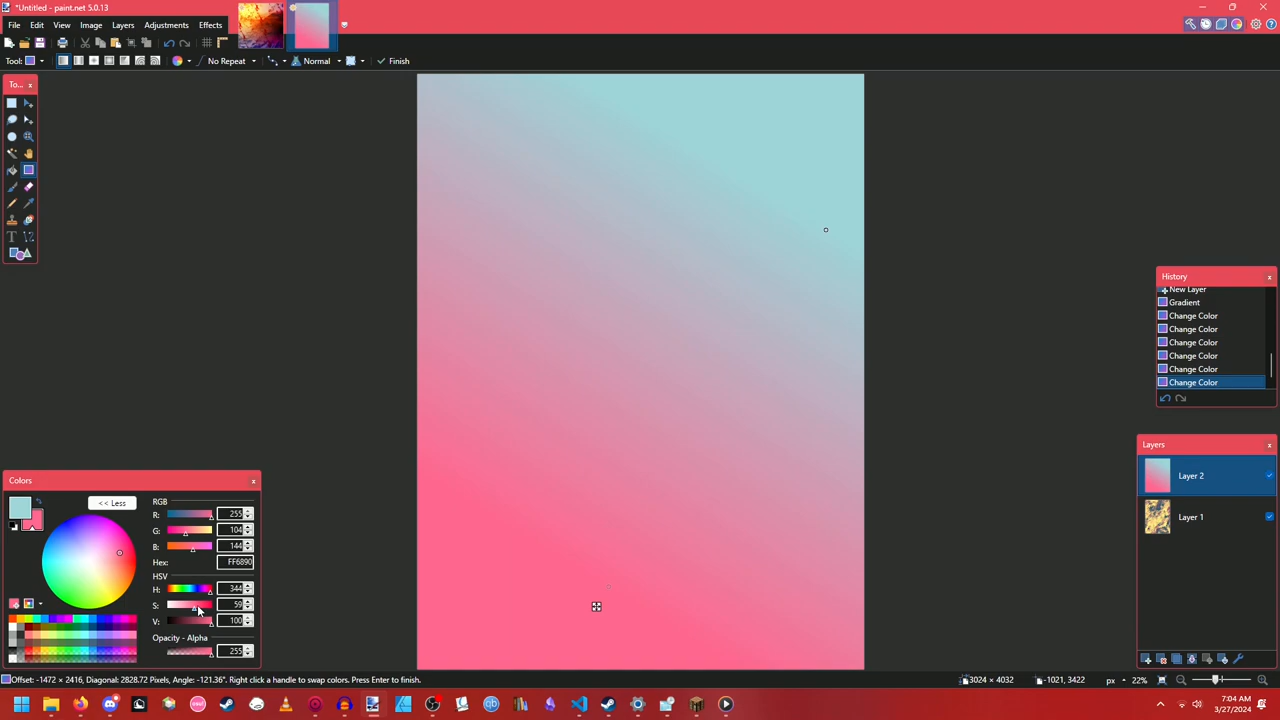 *Untitled - paint.net 5.0.13
File Edit View Image Layers Adjustments Effects
Tool: No Repeat Normal Finish
To... x
History x
New Layer
Gradient
Change Color
Change Color
Change Color
Change Color
Change Color
Change Color
Layers x
Layer 2
Layer 1
Colors x
<< Less
RGB
R: 255
G: 104
B: 144
Hex: FF6890
HSV
H: 344
S: 59
V: 100
Opacity - Alpha
255
Offset: -1472 × 2416, Diagonal: 2828.72 Pixels, Angle: -121.36°. Right click a handle to swap colors. Press Enter to finish.
3024 × 4032 -1021, 3422 px 22%
7:04 AM
3/27/2024